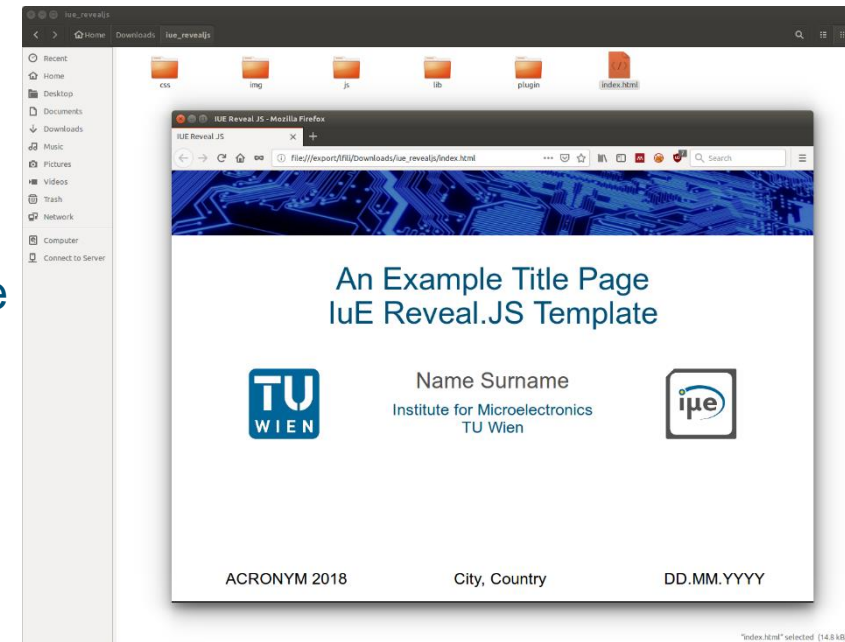 iue_revealjs
Home Downloads iue_revealjs
Recent
Home
Desktop
Documents
Downloads
Music
Pictures
Videos
Trash
Network
Computer
Connect to Server
css img js lib plugin index.html
IUE Reveal JS - Mozilla Firefox
IUE Reveal JS
file:///export/lfili/Downloads/iue_revealjs/index.html
Search
e
An Example Title Page
IuE Reveal.JS Template
TU
WIEN
Name Surname
Institute for Microelectronics
TU Wien
iμe
ACRONYM 2018 City, Country DD.MM.YYYY
"index.html" selected (14.8 kB